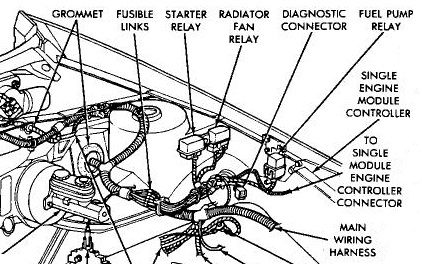 GROMMET
FUSIBLE
LINKS
STARTER
RELAY
RADIATOR
FAN
RELAY
DIAGNOSTIC
CONNECTOR
FUEL PUMP
RELAY
SINGLE
ENGINE
MODULE
CONTROLLER
TO
SINGLE
MODULE
ENGINE
CONTROLLER
CONNECTOR
MAIN
WIRING
HARNESS